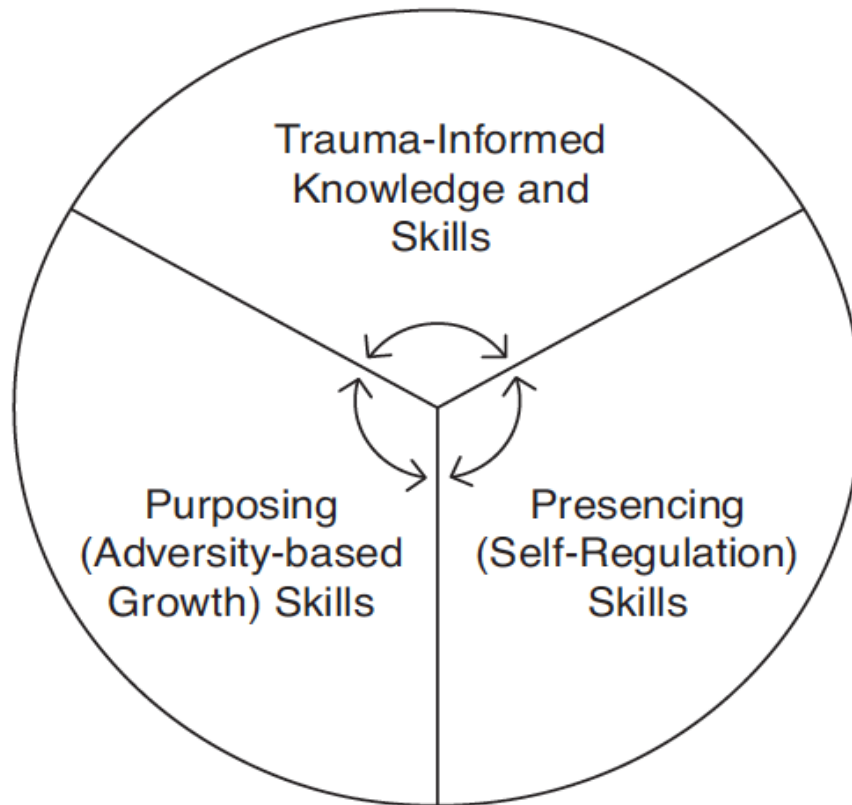 Trauma-Informed
Knowledge and
Skills
Purposing
(Adversity-based
Growth) Skills
Presencing
(Self-Regulation)
Skills